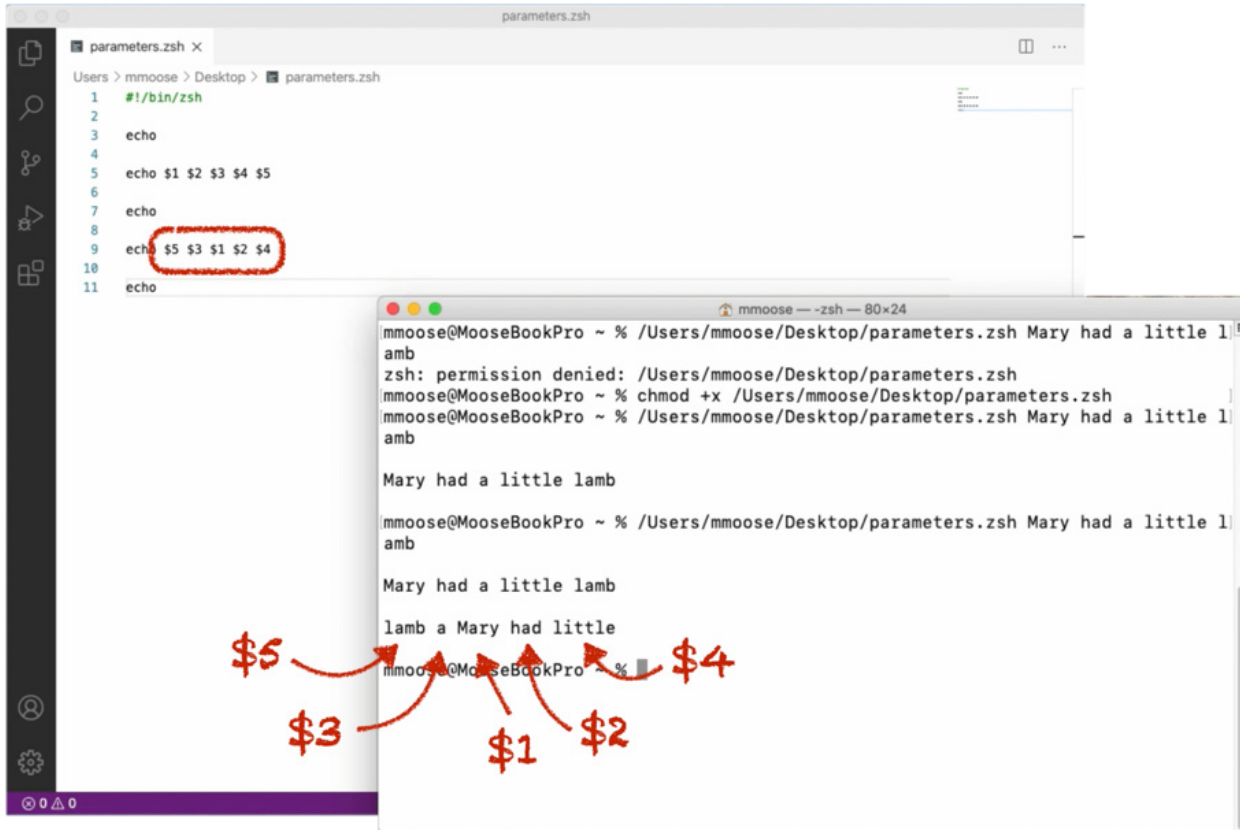 parameters.zsh
parameters.zsh ×
Users > mmoose > Desktop > parameters.zsh
1 #!/bin/zsh
2
3 echo
4
5 echo $1 $2 $3 $4 $5
6
7 echo
8
9 echo $5 $3 $1 $2 $4
10
11 echo
mmoose — -zsh — 80×24
mmoose@MooseBookPro ~ % /Users/mmoose/Desktop/parameters.zsh Mary had a little l
amb
zsh: permission denied: /Users/mmoose/Desktop/parameters.zsh
mmoose@MooseBookPro ~ % chmod +x /Users/mmoose/Desktop/parameters.zsh
mmoose@MooseBookPro ~ % /Users/mmoose/Desktop/parameters.zsh Mary had a little l
amb
Mary had a little lamb
mmoose@MooseBookPro ~ % /Users/mmoose/Desktop/parameters.zsh Mary had a little l
amb
Mary had a little lamb
lamb a Mary had little
$5
mmoose@MooseBookPro ~ %
$4
$3
$1
$2
0 0